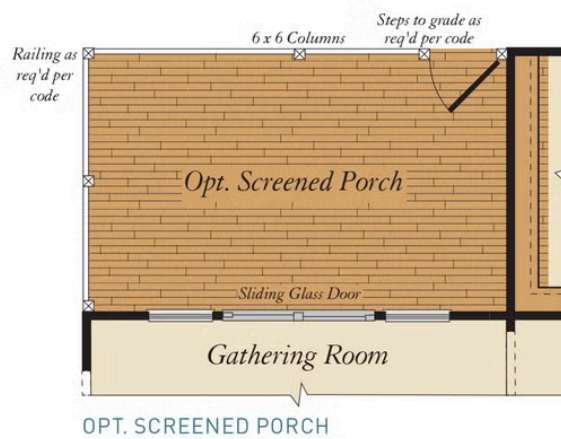 Steps to grade as
req'd per code
6 x 6 Columns
Railing as
req'd per
code
Opt. Screened Porch
Sliding Glass Door
Gathering Room
OPT. SCREENED PORCH